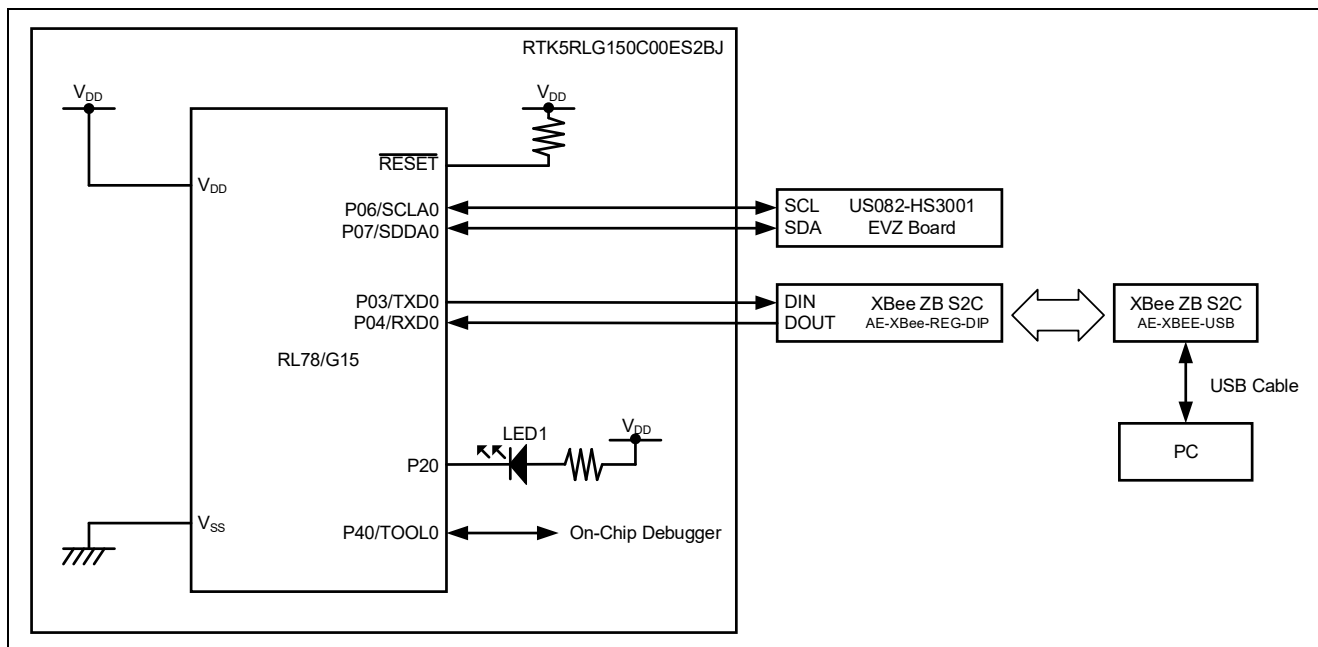 RTK5RLG150C00ES2BJ
VDD
VDD
RESET
VDD
P06/SCLA0
P07/SDDA0
SCL US082-HS3001
SDA EVZ Board
P03/TXD0
P04/RXD0
DIN XBee ZB S2C
DOUT AE-XBee-REG-DIP
XBee ZB S2C
AE-XBEE-USB
RL78/G15
USB Cable
LED1
VDD
P20
PC
VSS
P40/TOOL0
On-Chip Debugger